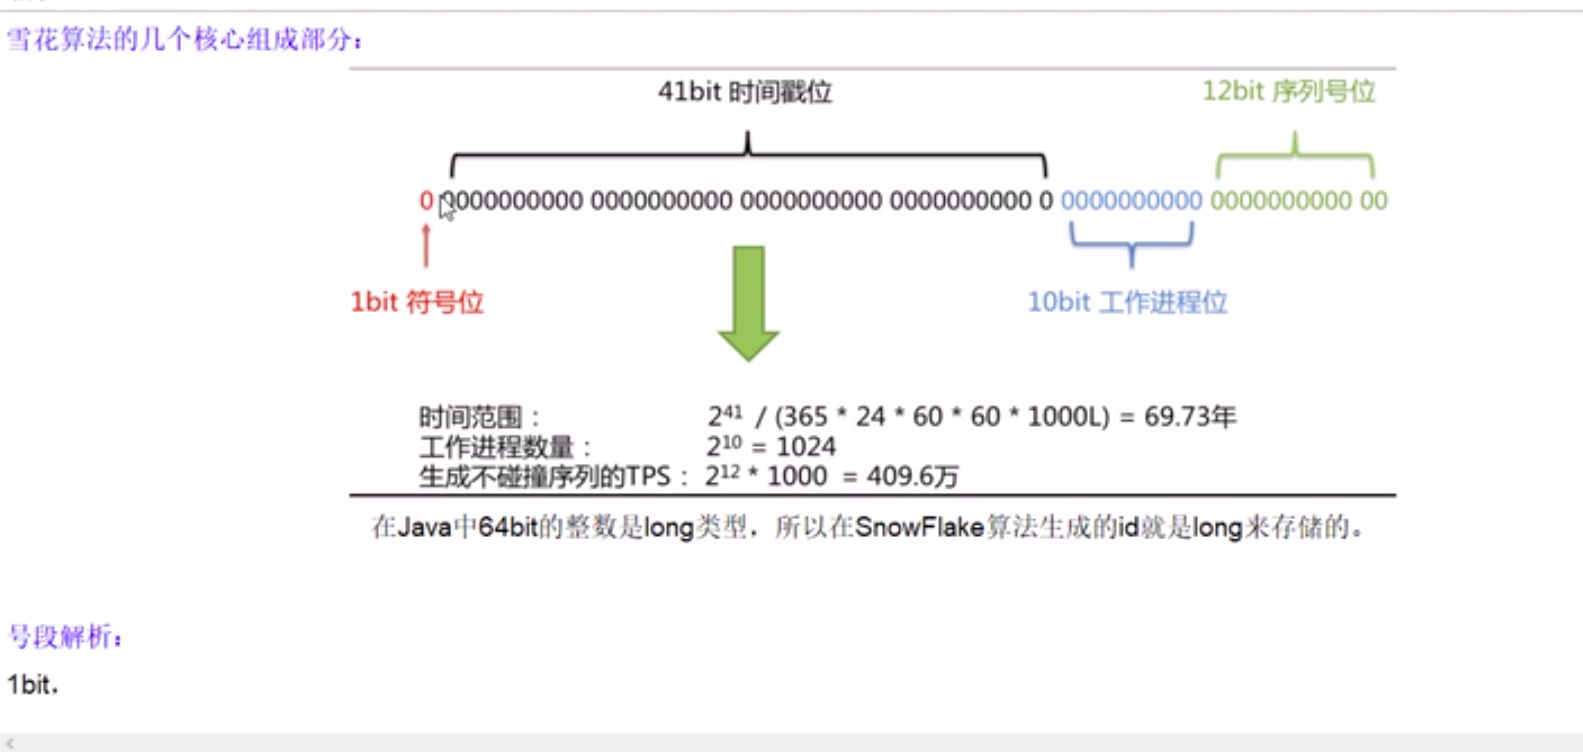 雪花算法的几个核心组成部分：
41bit 时间戳位
12bit 序列号位
0 0000000000 0000000000 0000000000 0000000000 0 0000000000 0000000000 00
1bit 符号位
10bit 工作进程位
时间范围： 2⁴¹ / (365 * 24 * 60 * 60 * 1000L) = 69.73年
工作进程数量： 2¹⁰ = 1024
生成不碰撞序列的TPS： 2¹² * 1000 = 409.6万
在Java中64bit的整数是long类型，所以在SnowFlake算法生成的id就是long来存储的。
号段解析：
1bit，